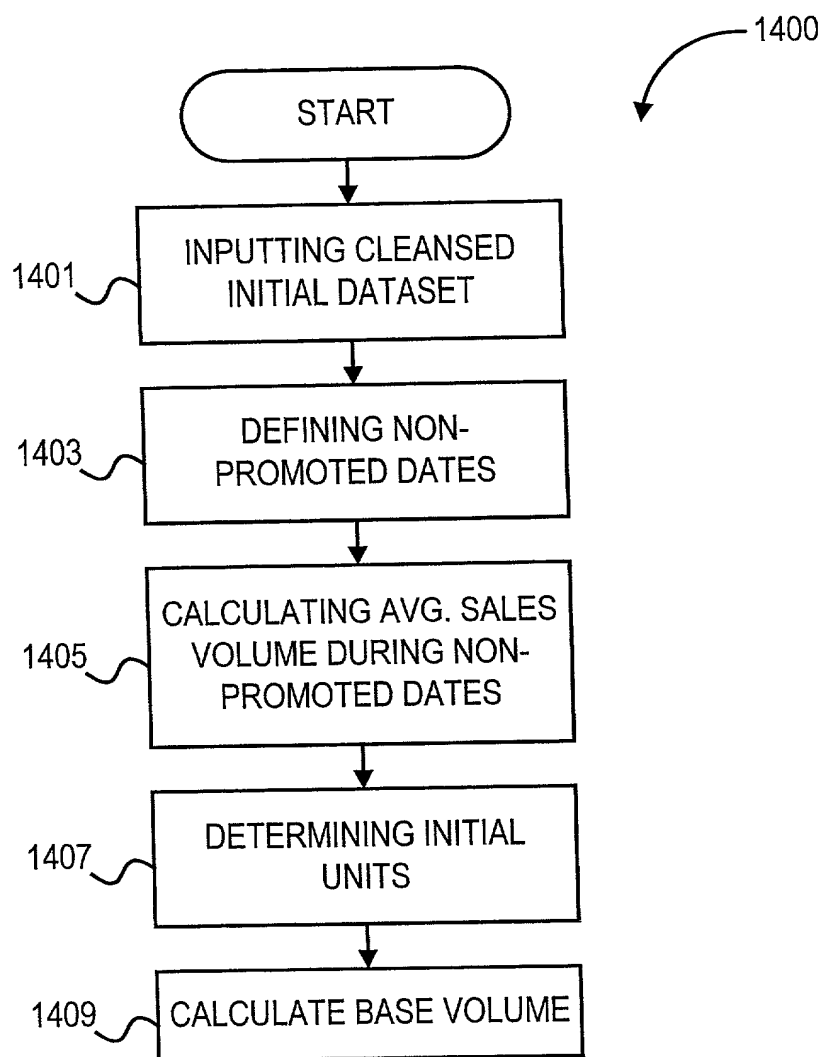 1400
START
1401
INPUTTING CLEANSED
INITIAL DATASET
1403
DEFINING NON-
PROMOTED DATES
1405
CALCULATING AVG. SALES
VOLUME DURING NON-
PROMOTED DATES
1407
DETERMINING INITIAL
UNITS
1409
CALCULATE BASE VOLUME